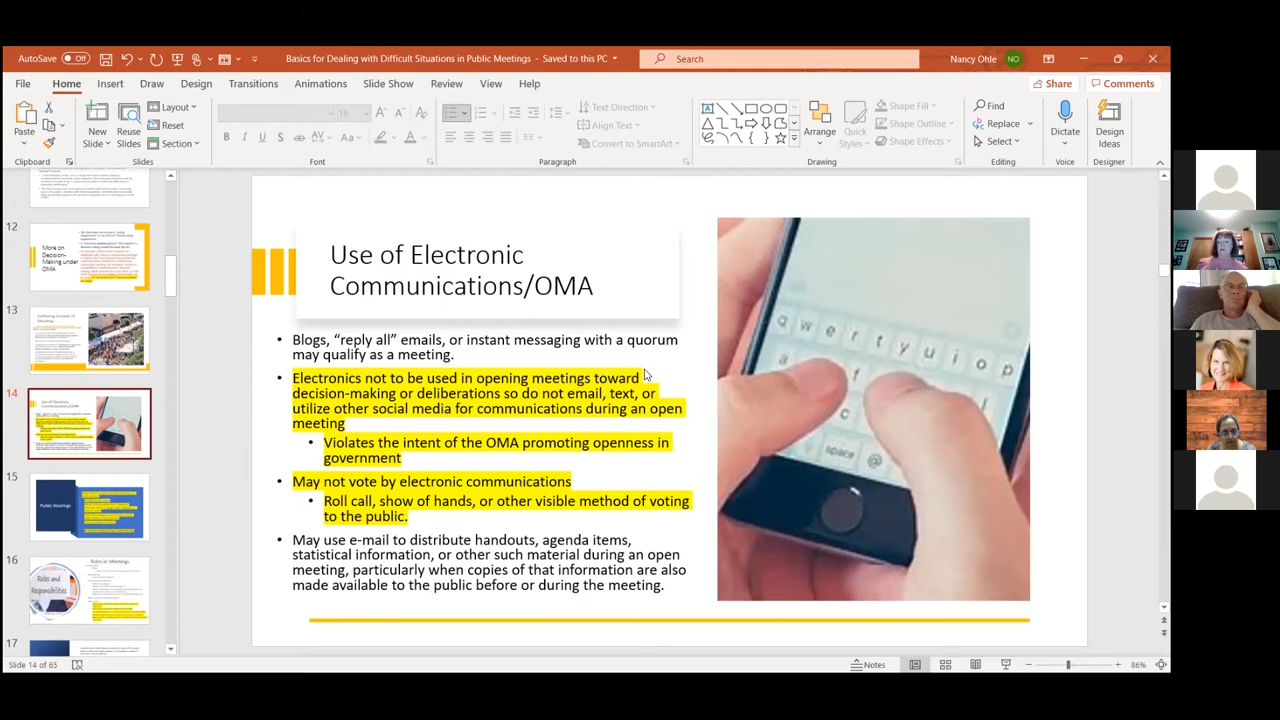 AutoSave Off Basics for Dealing with Difficult Situations in Public Meetings - Saved to this PC Search Nancy Ohle NO
File Home Insert Draw Design Transitions Animations Slide Show Review View Help Share Comments
Paste
New Slide
Reuse Slides
Layout
Reset
Section
18
Text Direction
Align Text
Convert to SmartArt
Arrange
Quick Styles
Shape Fill
Shape Outline
Shape Effects
Find
Replace
Select
Dictate
Design Ideas
Clipboard Slides Font Paragraph Drawing Editing Voice Designer
12
More on
Decision-
Making under
OMA
13
14
15
Public Hearings
16
Roles in Meetings
Roles and
Responsibilities
17
Use of Electronic
Communications/OMA
• Blogs, “reply all” emails, or instant messaging with a quorum
may qualify as a meeting.
• Electronics not to be used in opening meetings toward
decision-making or deliberations so do not email, text, or
utilize other social media for communications during an open
meeting
• Violates the intent of the OMA promoting openness in
government
• May not vote by electronic communications
• Roll call, show of hands, or other visible method of voting
to the public.
• May use e-mail to distribute handouts, agenda items,
statistical information, or other such material during an open
meeting, particularly when copies of that information are also
made available to the public before or during the meeting.
space @
Slide 14 of 65 Notes 86%